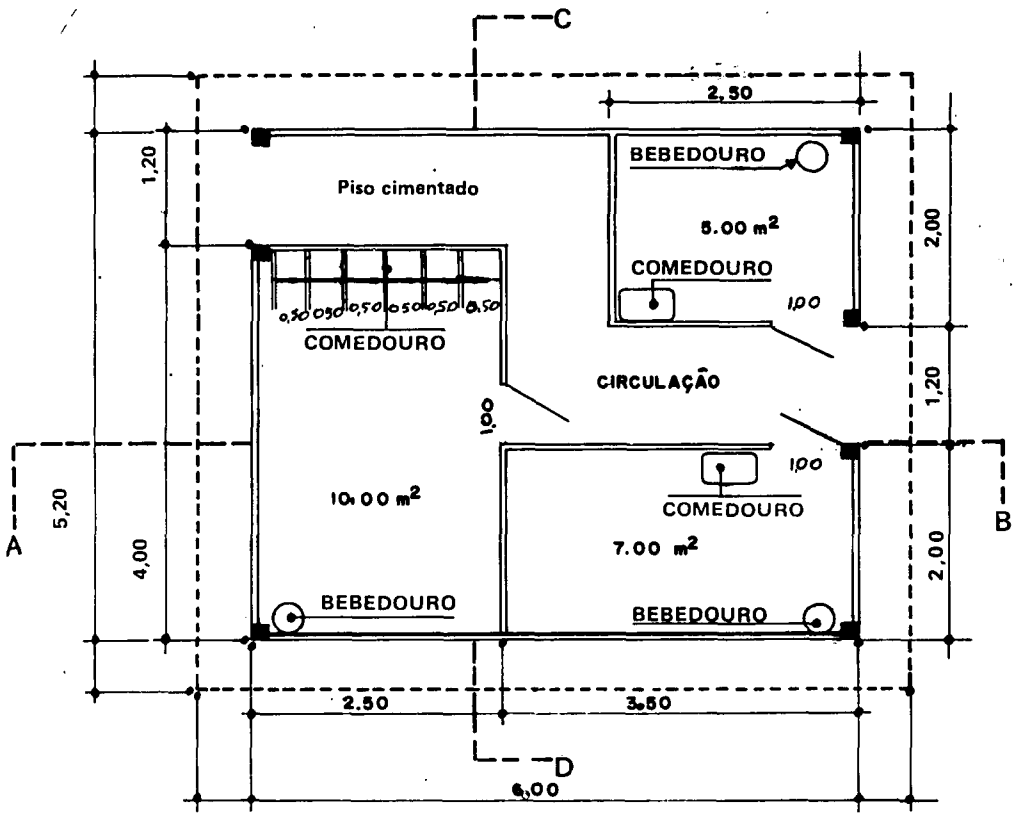 C
2,50
1,20
BEBEDOURO
Piso cimentado
5.00 m²
2,00
COMEDOURO
1,00
0,50 0,50 0,50 0,50 0,50 0,50
COMEDOURO
CIRCULAÇÃO
1,20
1,00
1,00
A
5,20
4,00
10.00 m²
COMEDOURO
B
7.00 m²
2,00
BEBEDOURO
BEBEDOURO
2.50
3.50
D
6,00